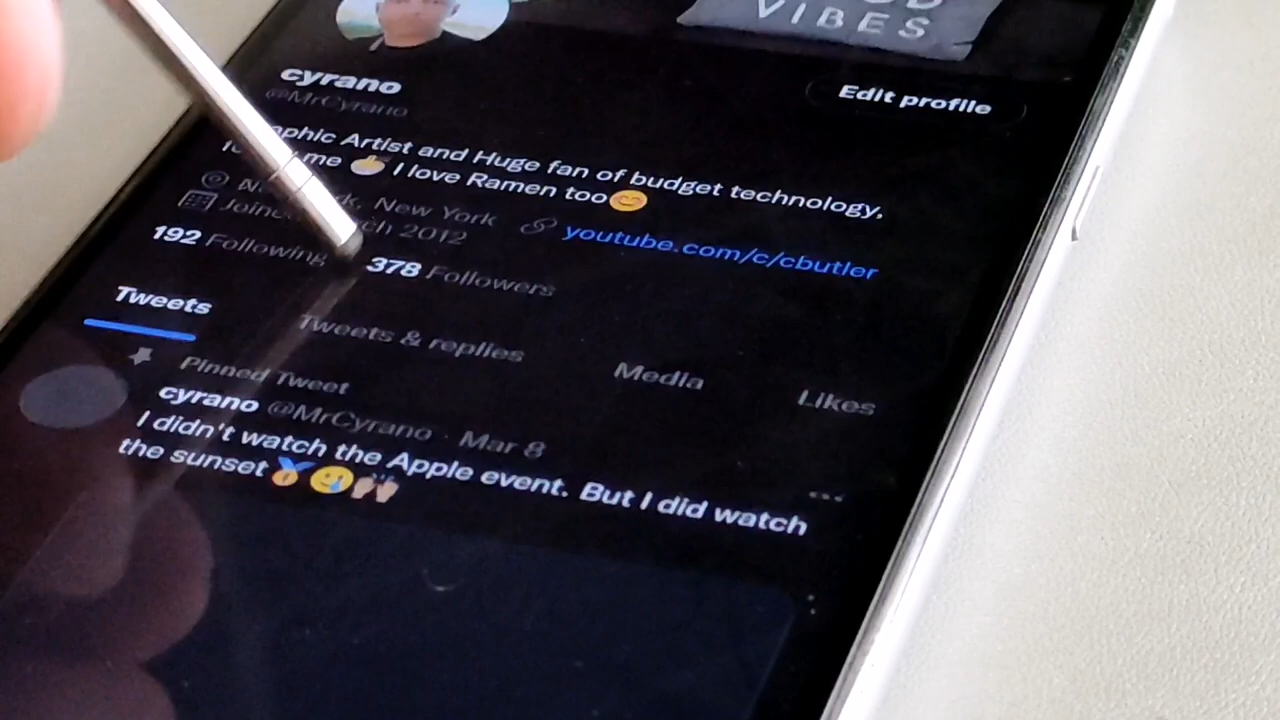 VIBES
cyrano
@MrCyrano
Edit profile
Artist and Huge fan of budget technology,
me 🖕 I love Ramen too😊
New York
youtube.com/c/cbutler
2012
192 Following
378 Followers
Tweets
Tweets & replies
Media
Likes
Pinned Tweet
cyrano @MrCyrano · Mar 8
I didn't watch the Apple event. But I did watch
the sunset 🏅🥲🙌🏼